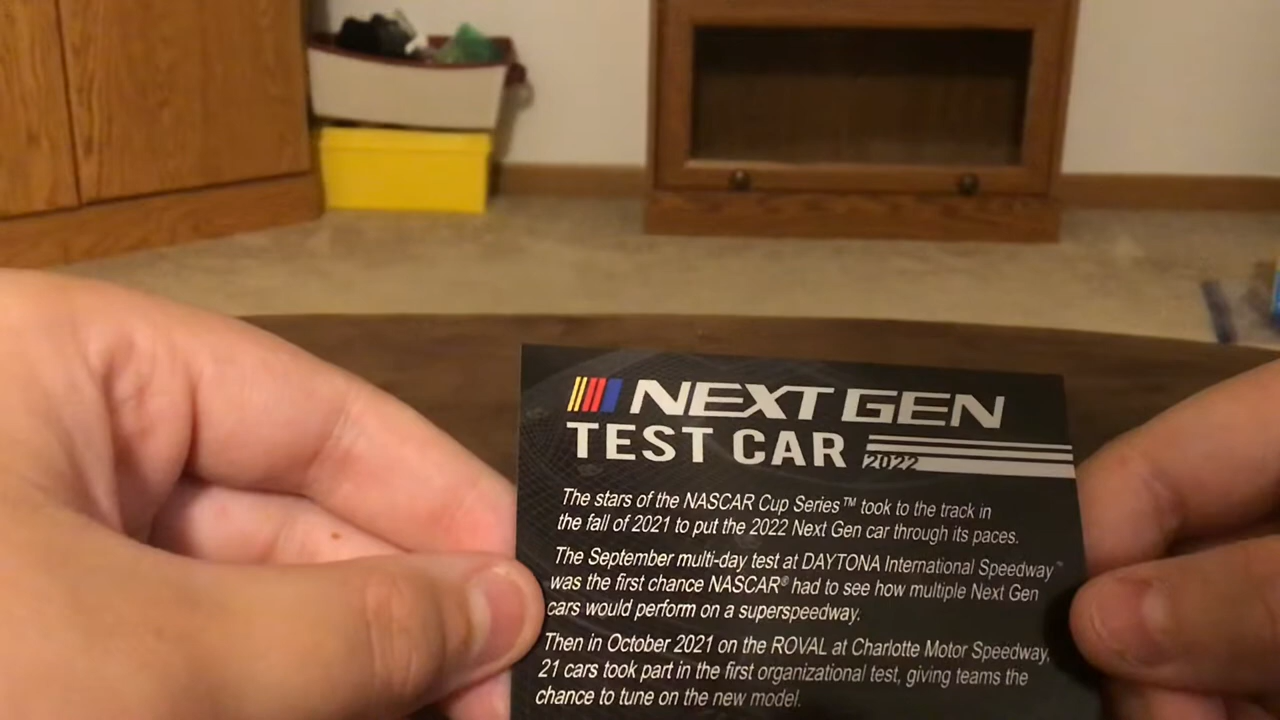 NEXT GEN
TEST CAR 2022
The stars of the NASCAR Cup Series™ took to the track in
the fall of 2021 to put the 2022 Next Gen car through its paces.
The September multi-day test at DAYTONA International Speedway™
was the first chance NASCAR® had to see how multiple Next Gen
cars would perform on a superspeedway.
Then in October 2021 on the ROVAL at Charlotte Motor Speedway,
21 cars took part in the first organizational test, giving teams the
chance to tune on the new model.